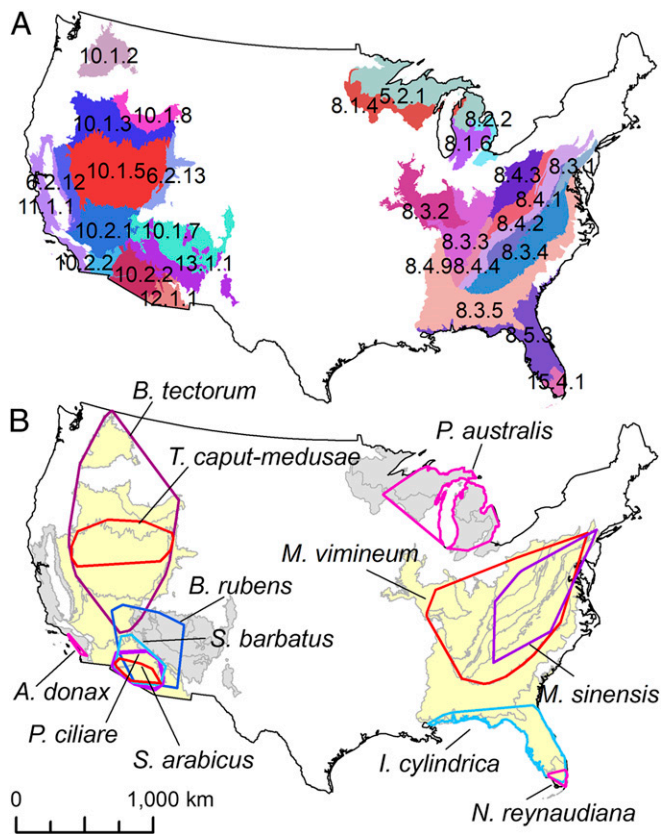 A
10.1.2
8.1.4
5.2.1
8.2.2
8.1.6
10.1.3
10.1.8
10.1.5
6.2.12
6.2.13
11.1.1
10.2.1
10.1.7
10.2.2
10.2.2
13.1.1
12.1.1
8.3.2
8.4.3
8.3.1
8.4.1
8.4.2
8.3.3
8.3.4
8.4.9
8.4.4
8.3.5
8.5.3
15.4.1
B
B. tectorum
T. caput-medusae
P. australis
M. vimineum
B. rubens
S. barbatus
A. donax
P. ciliare
S. arabicus
M. sinensis
I. cylindrica
N. reynaudiana
0 1,000 km